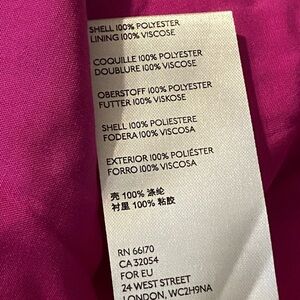 SHELL 100% POLYESTER
LINING 100% VISCOSE
COQUILLE 100% POLYESTER
DOUBLURE 100% VISCOSE
OBERSTOFF 100% POLYESTER
FUTTER 100% VISKOSE
SHELL 100% POLIESTERE
FODERA 100% VISCOSA
EXTERIOR 100% POLIÉSTER
FORRO 100% VISCOSA
壳 100% 涤纶
衬里 100% 粘胶
RN 66170
CA 32054
FOR EU
24 WEST STREET
LONDON, WC2H9NA